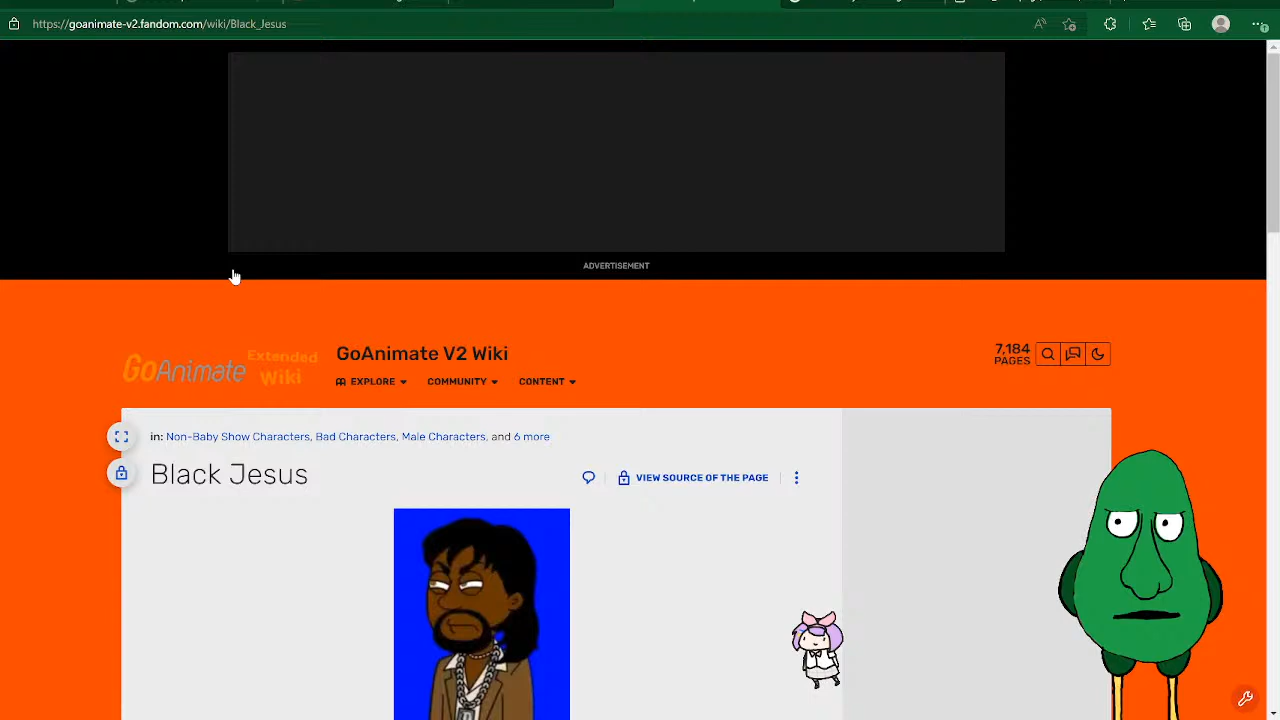 https://goanimate-v2.fandom.com/wiki/Black_Jesus
ADVERTISEMENT
GoAnimate Extended Wiki
GoAnimate V2 Wiki
7,184
PAGES
EXPLORE COMMUNITY CONTENT
in: Non-Baby Show Characters, Bad Characters, Male Characters, and 6 more
Black Jesus
VIEW SOURCE OF THE PAGE